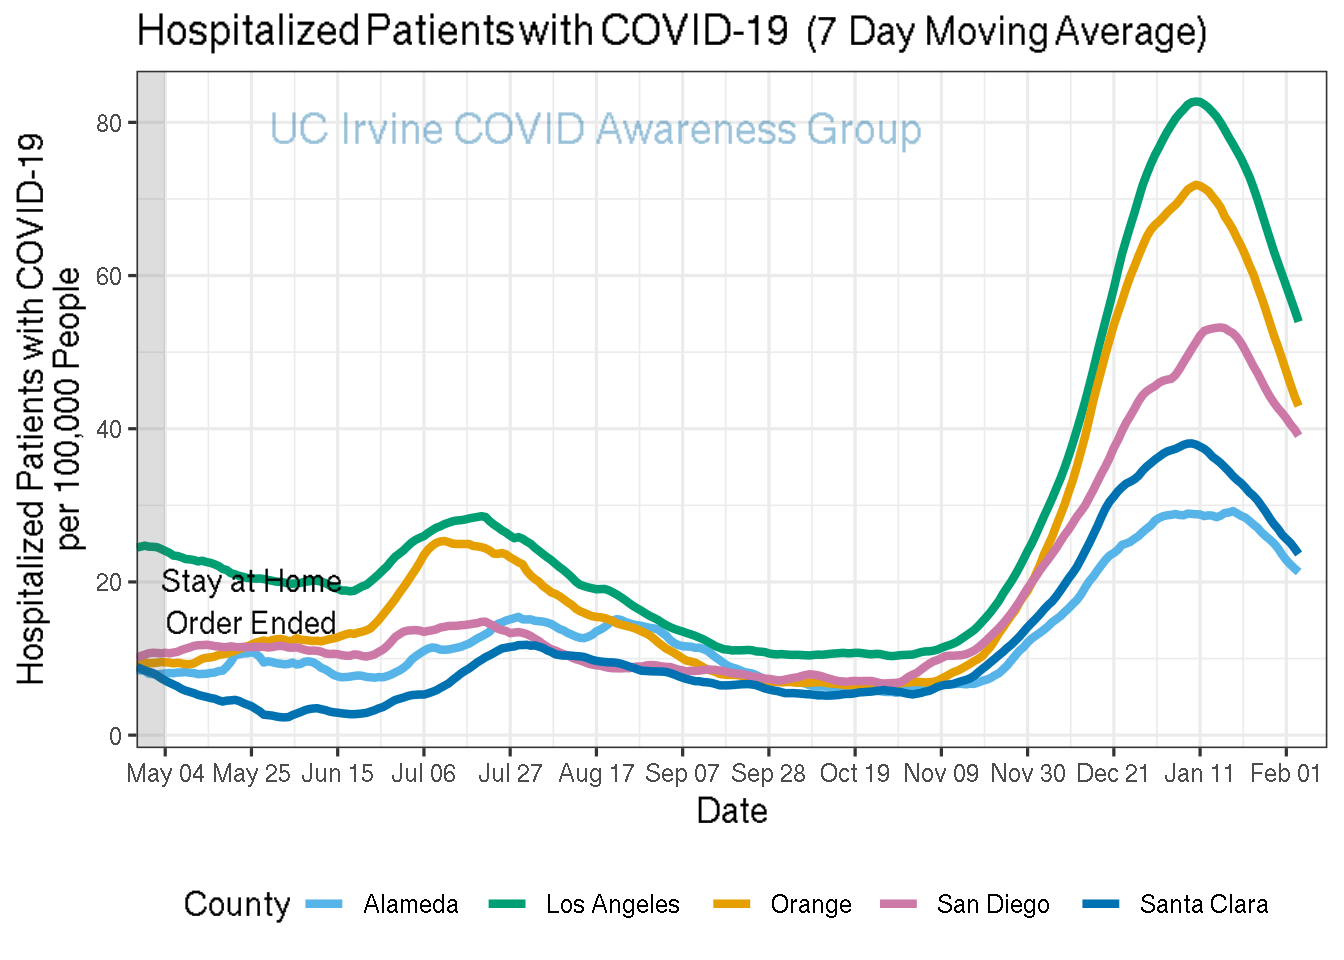 Hospitalized Patients with COVID-19 (7 Day Moving Average)
UC Irvine COVID Awareness Group
Hospitalized Patients with COVID-19
per 100,000 People
80
60
40
20
0
Stay at Home
Order Ended
May 04 May 25 Jun 15 Jul 06 Jul 27 Aug 17 Sep 07 Sep 28 Oct 19 Nov 09 Nov 30 Dec 21 Jan 11 Feb 01
Date
County Alameda Los Angeles Orange San Diego Santa Clara